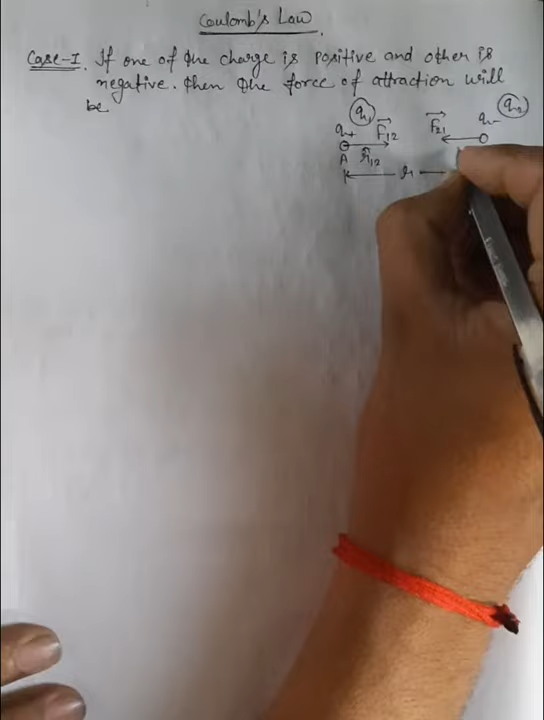 Coulomb's Law.
Case-I. If one of the charge is positive and other is
negative. then the force of attraction will
be
q₁ q₂
q+ F₁₂ F₂₁ q-
A r̂₁₂
r